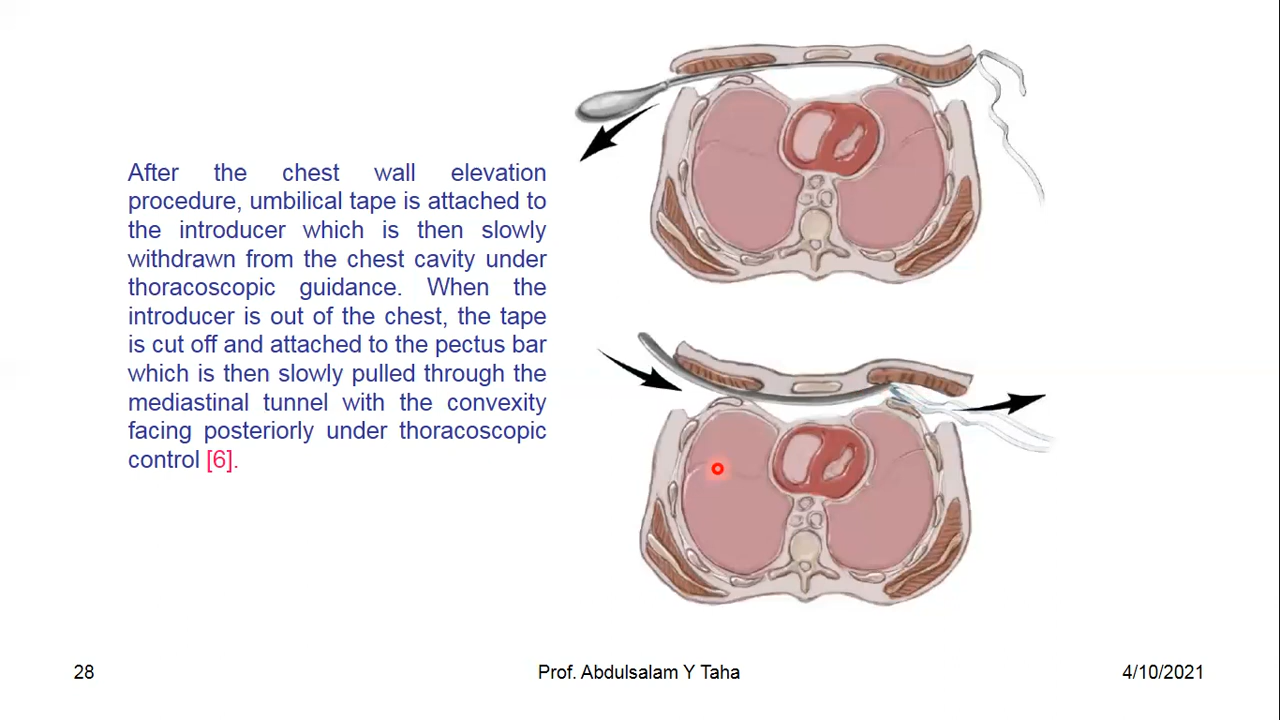 After the chest wall elevation
procedure, umbilical tape is attached to
the introducer which is then slowly
withdrawn from the chest cavity under
thoracoscopic guidance. When the
introducer is out of the chest, the tape
is cut off and attached to the pectus bar
which is then slowly pulled through the
mediastinal tunnel with the convexity
facing posteriorly under thoracoscopic
control [6].
28
Prof. Abdulsalam Y Taha
4/10/2021